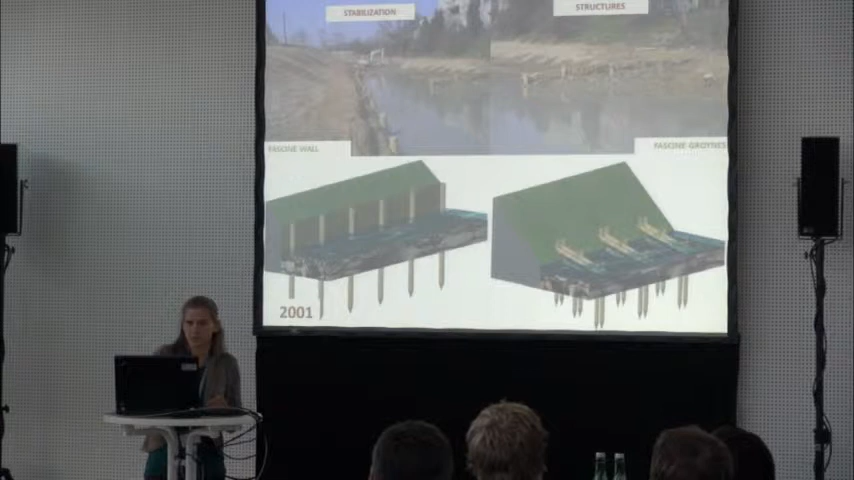 STABILIZATION
STRUCTURES
FASCINE WALL
FASCINE GROYNES
2001